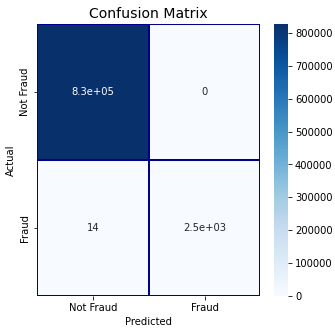 Confusion Matrix
800000
700000
600000
500000
400000
300000
200000
100000
0
Actual
Not Fraud
Fraud
8.3e+05
0
14
2.5e+03
Not Fraud
Fraud
Predicted